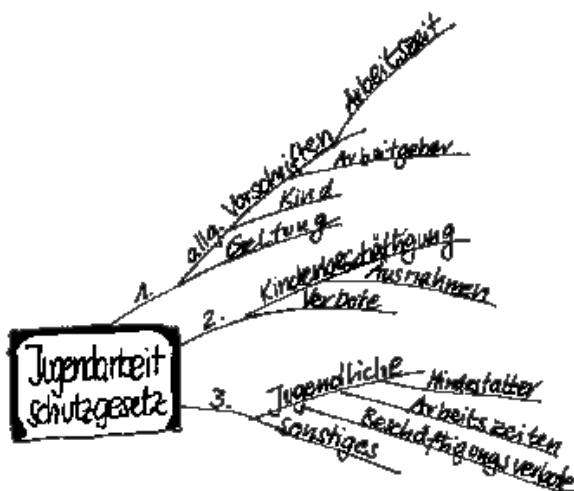 Arbeitszeit
allg. Vorschriften
Arbeitgeber
Kind
Geltung
1.
Kinderbeschäftigung
Ausnahmen
Verbote
2.
Jugendarbeit
schutzgesetz
3.
Jugendliche
Mindestalter
Arbeitszeiten
Beschäftigungsverbote
sonstiges